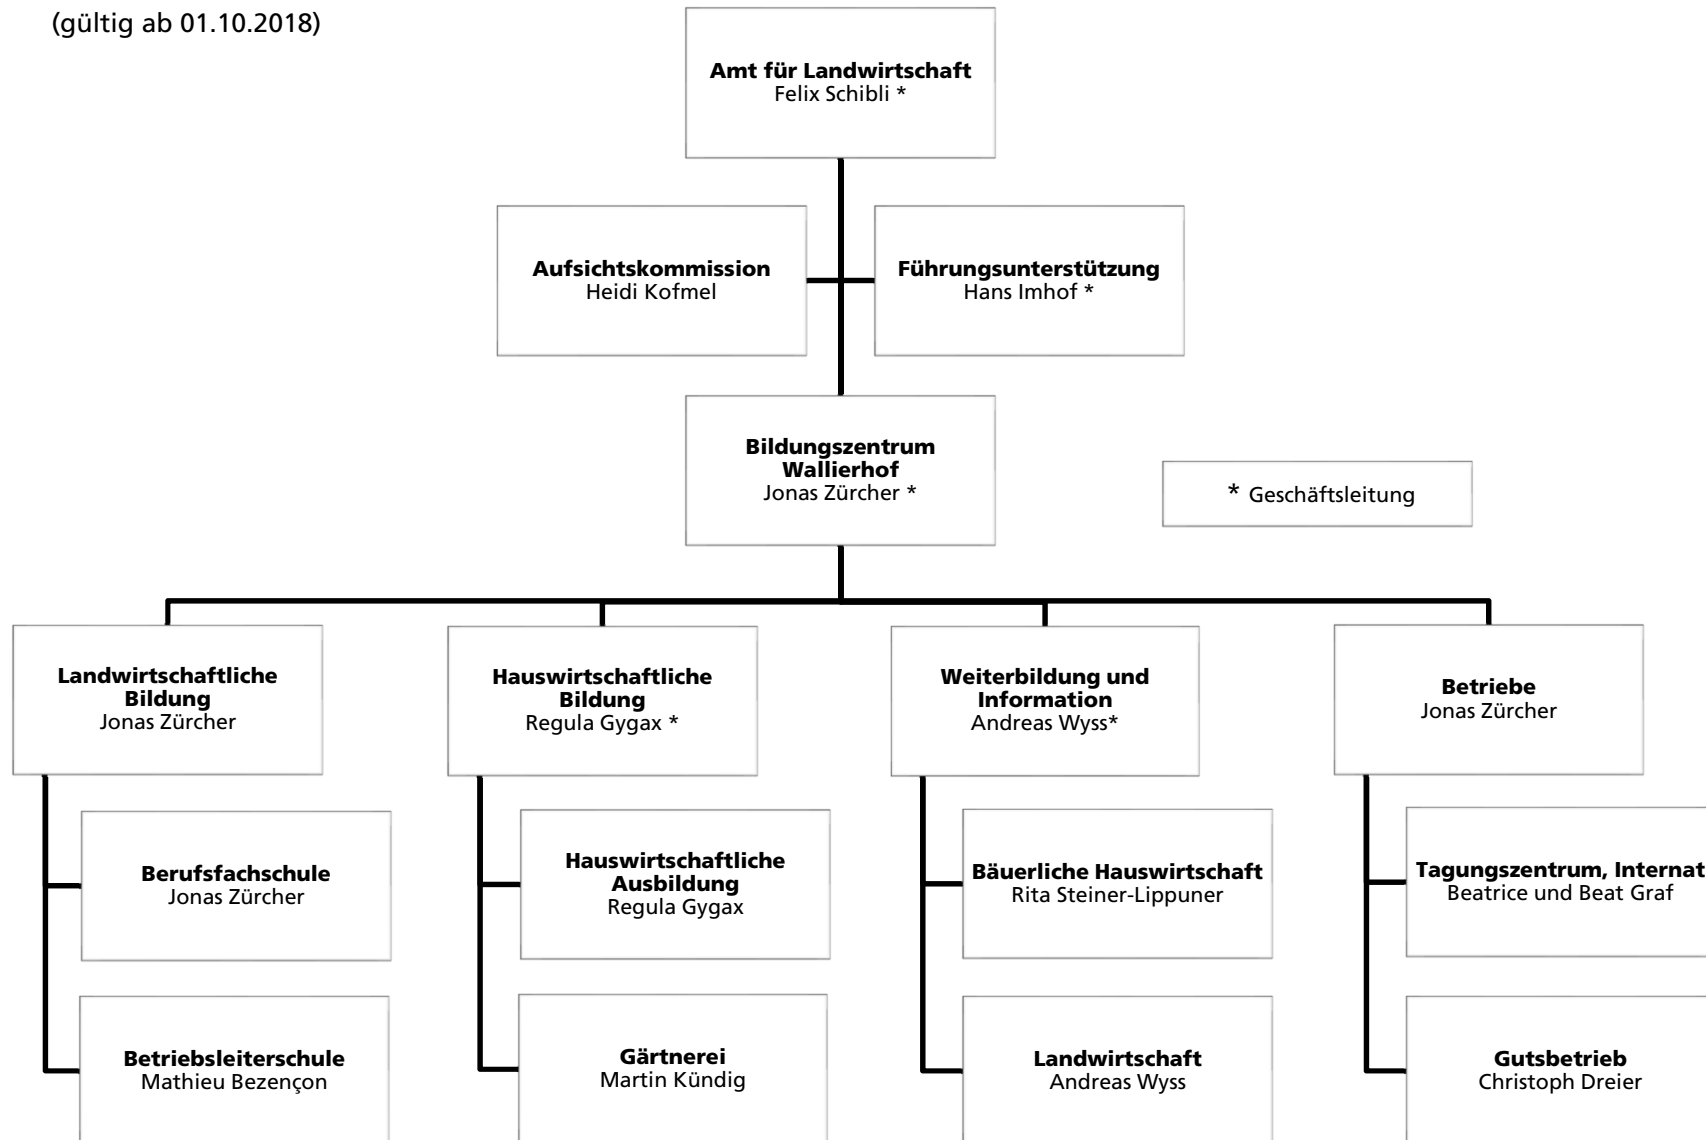 (gültig ab 01.10.2018)
Amt für Landwirtschaft
Felix Schibli *
Aufsichtskommission
Heidi Kofmel
Führungsunterstützung
Hans Imhof *
Bildungszentrum
Wallierhof
Jonas Zürcher *
* Geschäftsleitung
Landwirtschaftliche
Bildung
Jonas Zürcher
Hauswirtschaftliche
Bildung
Regula Gygax *
Weiterbildung und
Information
Andreas Wyss*
Betriebe
Jonas Zürcher
Berufsfachschule
Jonas Zürcher
Hauswirtschaftliche
Ausbildung
Regula Gygax
Bäuerliche Hauswirtschaft
Rita Steiner-Lippuner
Tagungszentrum, Internat
Beatrice und Beat Graf
Betriebsleiterschule
Mathieu Bezençon
Gärtnerei
Martin Kündig
Landwirtschaft
Andreas Wyss
Gutsbetrieb
Christoph Dreier